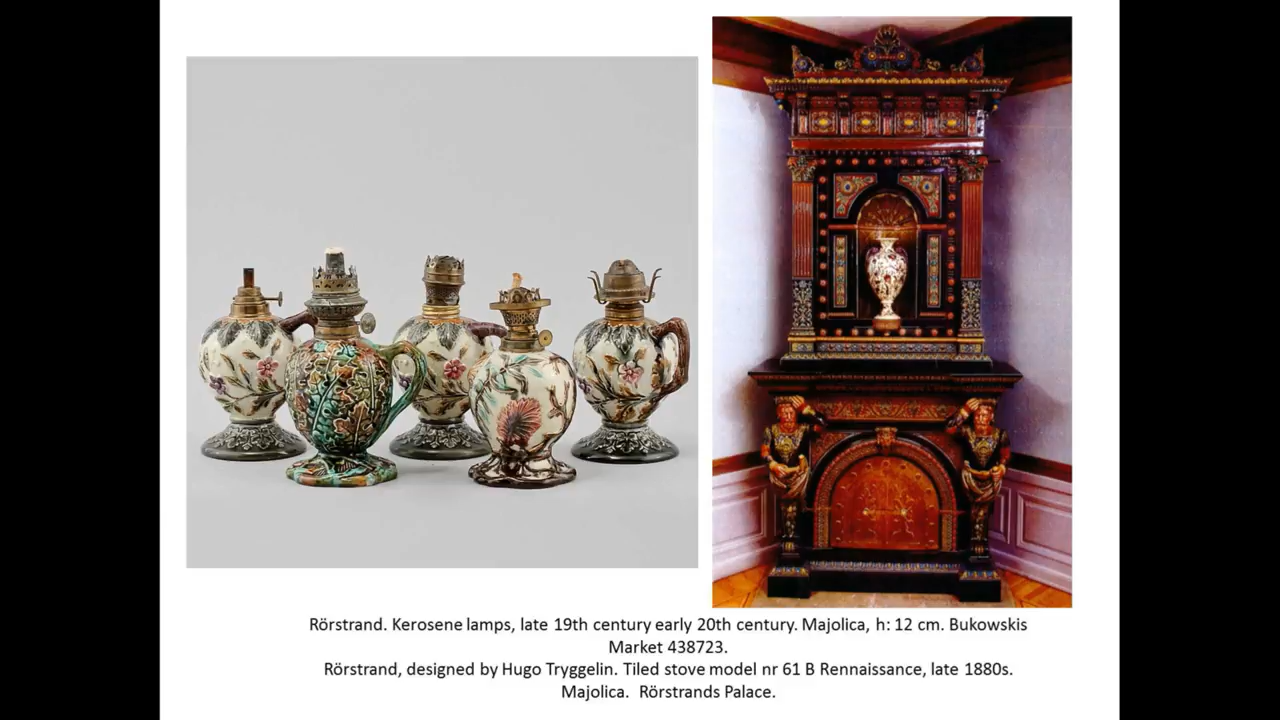 Rörstrand. Kerosene lamps, late 19th century early 20th century. Majolica, h: 12 cm. Bukowskis
Market 438723.
Rörstrand, designed by Hugo Tryggelin. Tiled stove model nr 61 B Rennaissance, late 1880s.
Majolica.  Rörstrands Palace.